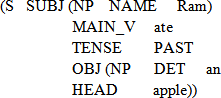 (S SUBJ (NP NAME Ram)
MAIN_V ate
TENSE PAST
OBJ (NP DET an
HEAD apple))